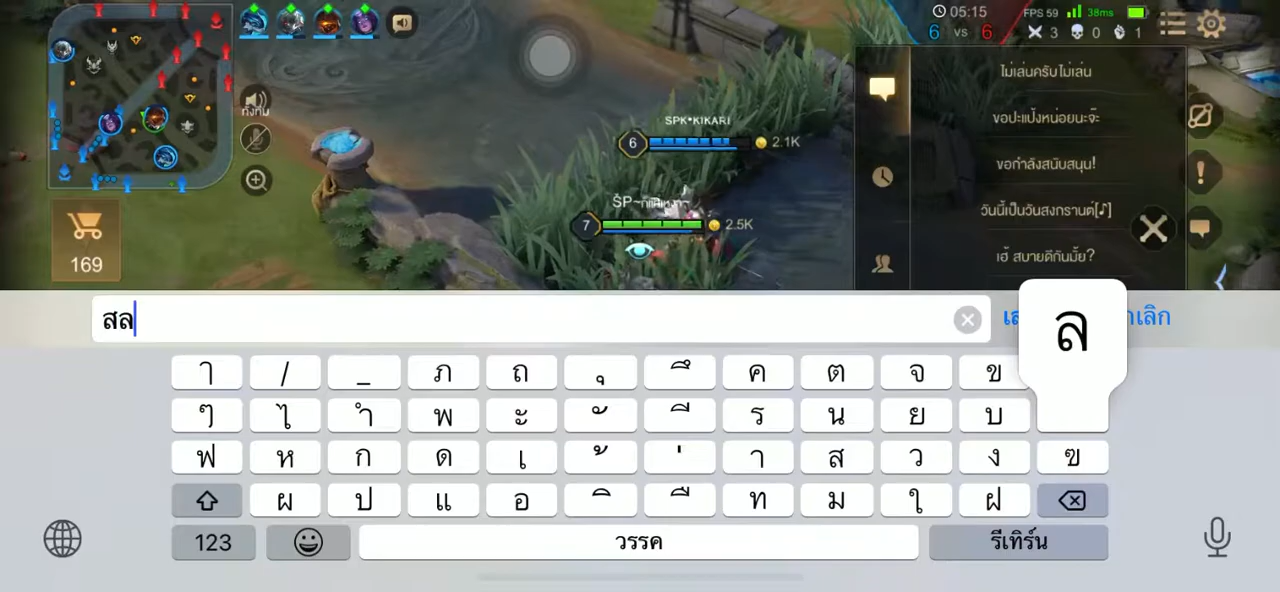 05:15
FPS 59
38ms
6 vs 6
3
0
1
ทั้งทีม
169
SPK•KIKARI
6
2.1K
7
2.5K
ไม่เล่นครับไม่เล่น
ขอปะแป้งหน่อยนะจ๊ะ
ขอกำลังสนับสนุน!
วันนี้เป็นวันสงกรานต์[♪]
เฮ้ สบายดีกันมั้ย?
สล
ล
าเลิก
ๅ / _ ภ ถ ุ ึ ค ต จ ข
ๆ ไ ำ พ ะ ั ี ร น ย บ
ฟ ห ก ด เ ้ ่ า ส ว ง ฃ
ผ ป แ อ ิ ื ท ม ใ ฝ
123
วรรค
รีเทิร์น